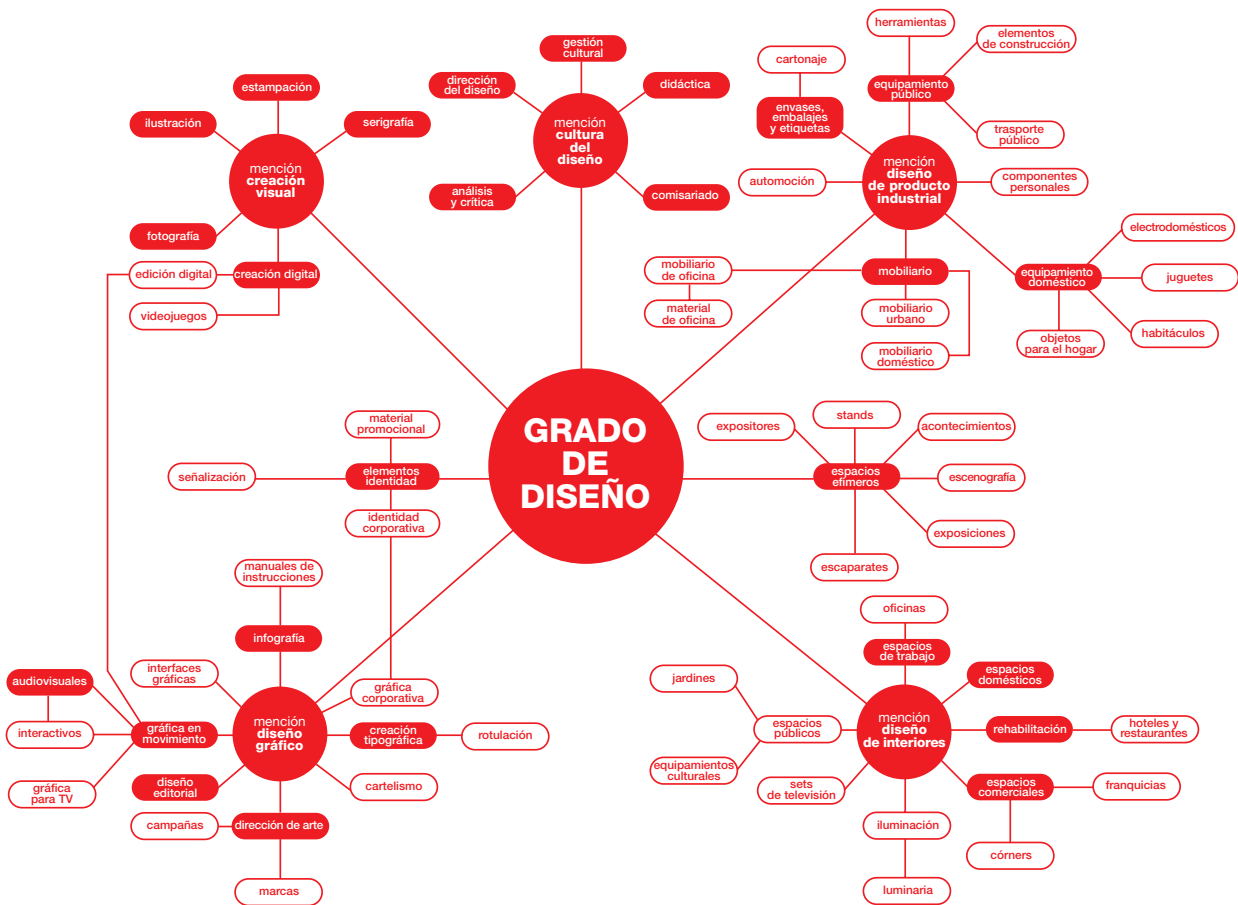 gestión
cultural
dirección
del diseño
didáctica
mención
cultura
del
diseño
análisis
y crítica
comisariado
estampación
ilustración
serigrafía
mención
creación
visual
fotografía
edición digital
creación digital
videojuegos
herramientas
elementos
de construcción
cartonaje
equipamiento
público
envases,
embalajes
y etiquetas
trasporte
público
mención
diseño
de producto
industrial
automoción
componentes
personales
electrodomésticos
mobiliario
de oficina
mobiliario
equipamiento
doméstico
juguetes
material
de oficina
mobiliario
urbano
habitáculos
objetos
para el hogar
mobiliario
doméstico
GRADO
DE
DISEÑO
material
promocional
señalización
elementos
identidad
identidad
corporativa
stands
expositores
acontecimientos
espacios
efímeros
escenografía
exposiciones
escaparates
manuales de
instrucciones
infografía
interfaces
gráficas
audiovisuales
gráfica
corporativa
interactivos
gráfica en
movimiento
mención
diseño
gráfico
creación
tipográfica
rotulación
gráfica
para TV
diseño
editorial
cartelismo
campañas
dirección de arte
marcas
oficinas
espacios
de trabajo
jardines
espacios
domésticos
espacios
públicos
mención
diseño
de interiores
rehabilitación
hoteles y
restaurantes
equipamientos
culturales
sets
de televisión
espacios
comerciales
franquicias
iluminación
córners
luminaria